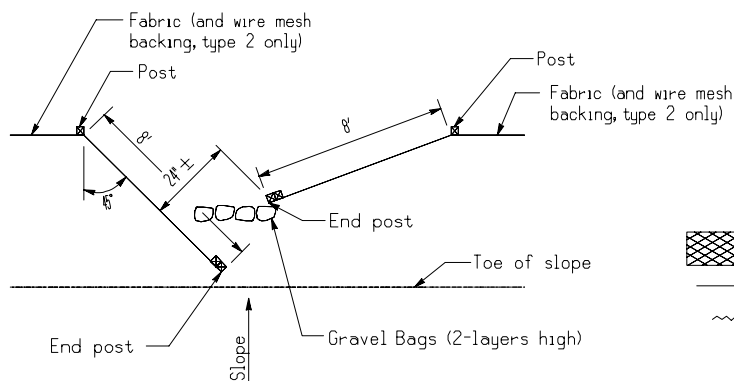 Fabric (and wire mesh
backing, type 2 only)
Post
Post
Fabric (and wire mesh
backing, type 2 only)
8'
8'
24" ±
45°
End post
Toe of slope
End post
Gravel Bags (2-layers high)
Slope